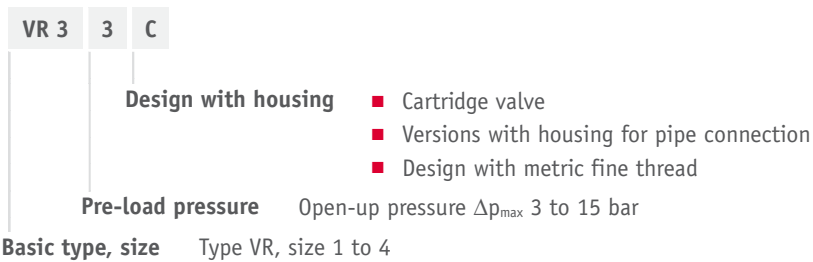 VR 3 3 C
Design with housing ■ Cartridge valve
■ Versions with housing for pipe connection
■ Design with metric fine thread
Pre-load pressure Open-up pressure Δpmax 3 to 15 bar
Basic type, size Type VR, size 1 to 4